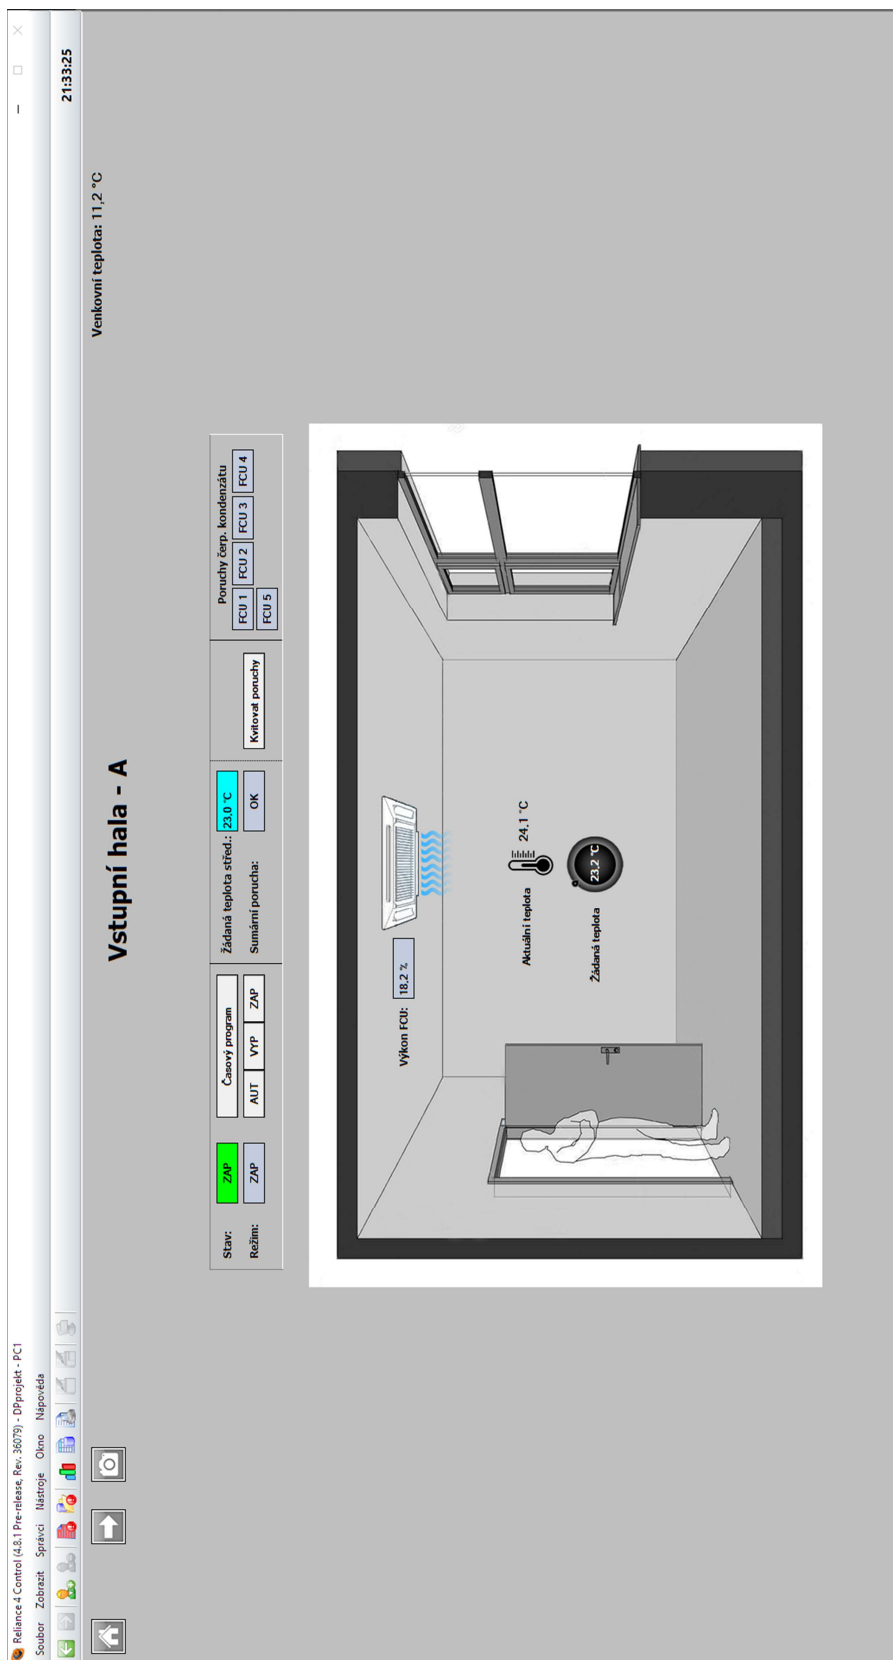 Reliance 4 Control (4.8.1 Pre-release, Rev. 36079) - DPprojekt - PC1
Soubor Zobrazit Správci Nástroje Okno Nápověda
21:33:25
Venkovní teplota: 11,2 °C
Vstupní hala - A
Stav: ZAP Časový program Žádaná teplota střed.: 23,0 °C Poruchy čerp. kondenzátu
Režim: ZAP AUT VYP ZAP Sumární porucha: OK Kvitovat poruchy FCU 1 FCU 2 FCU 3 FCU 4
FCU 5
Výkon FCU: 18,2 %
Aktuální teplota 24,1 °C
Žádaná teplota 23,2 °C